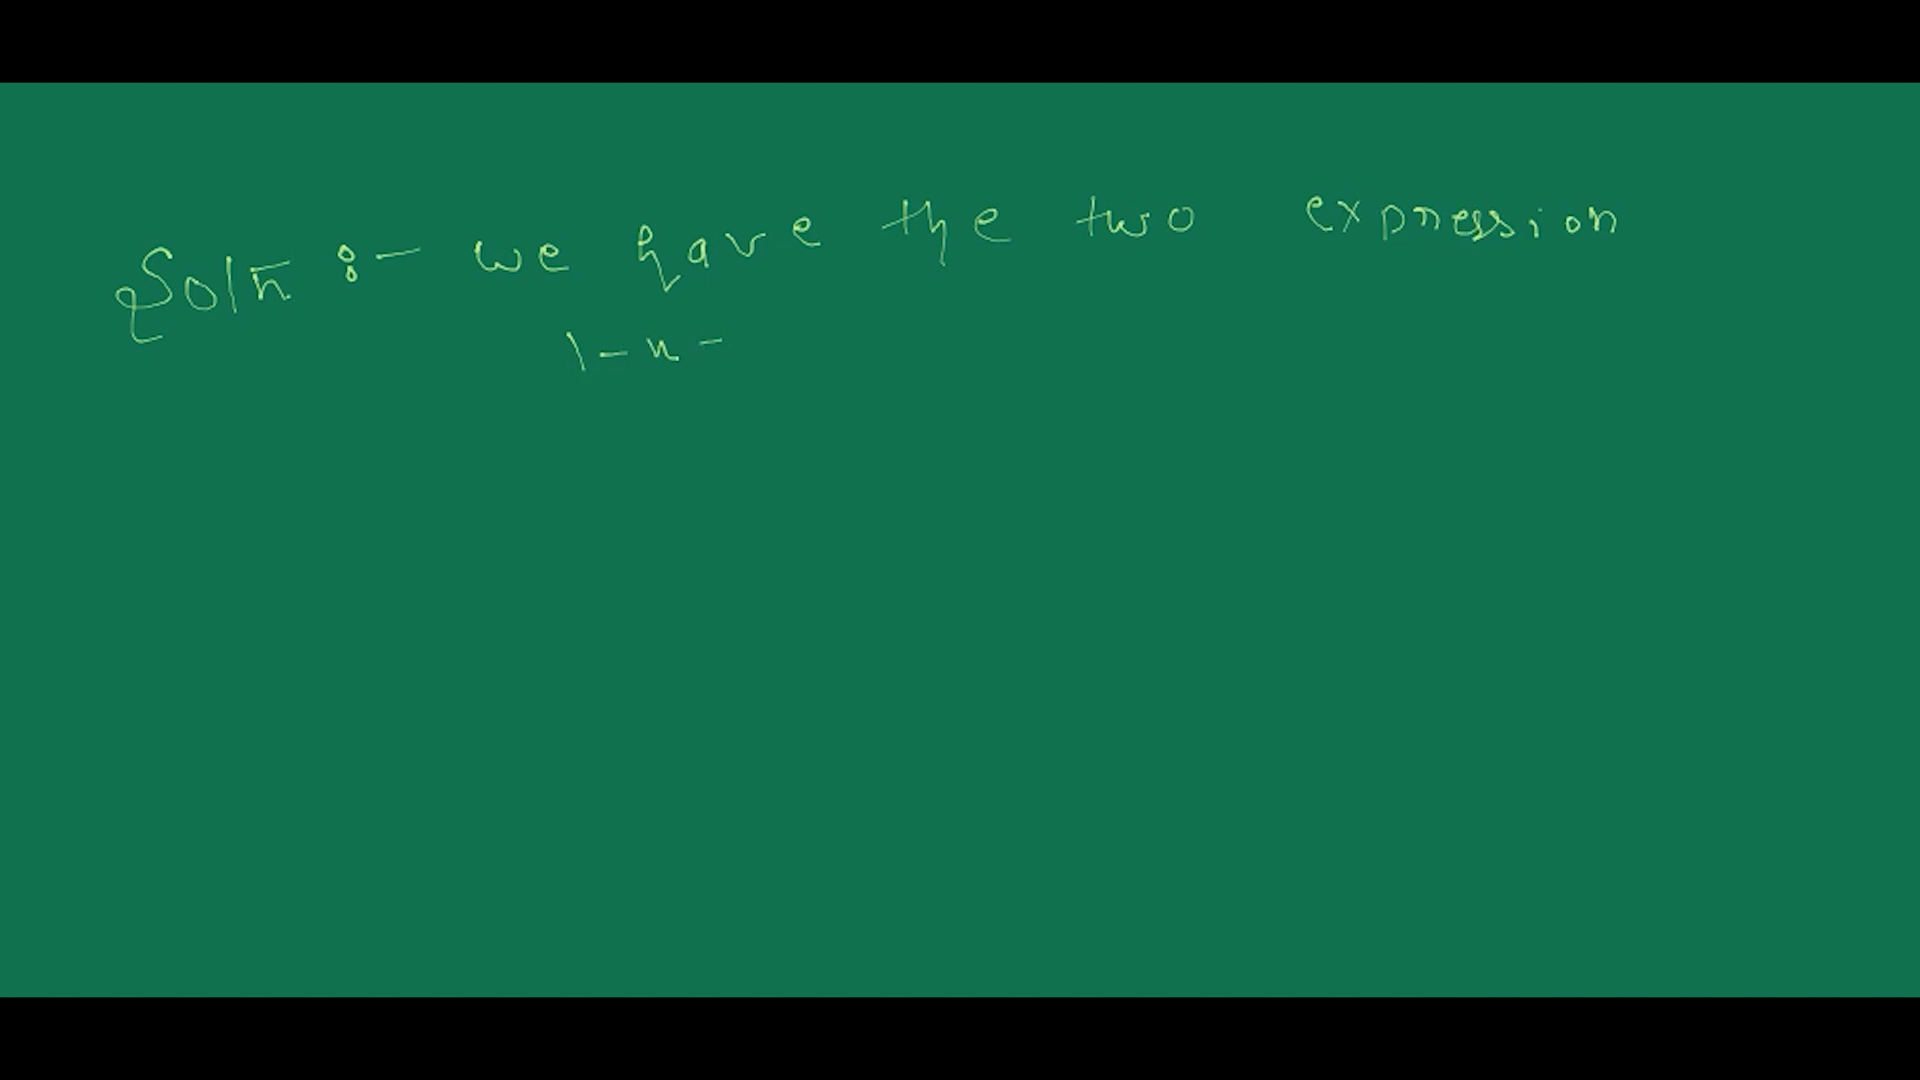 Soln :- we have the two expression
1 - x -